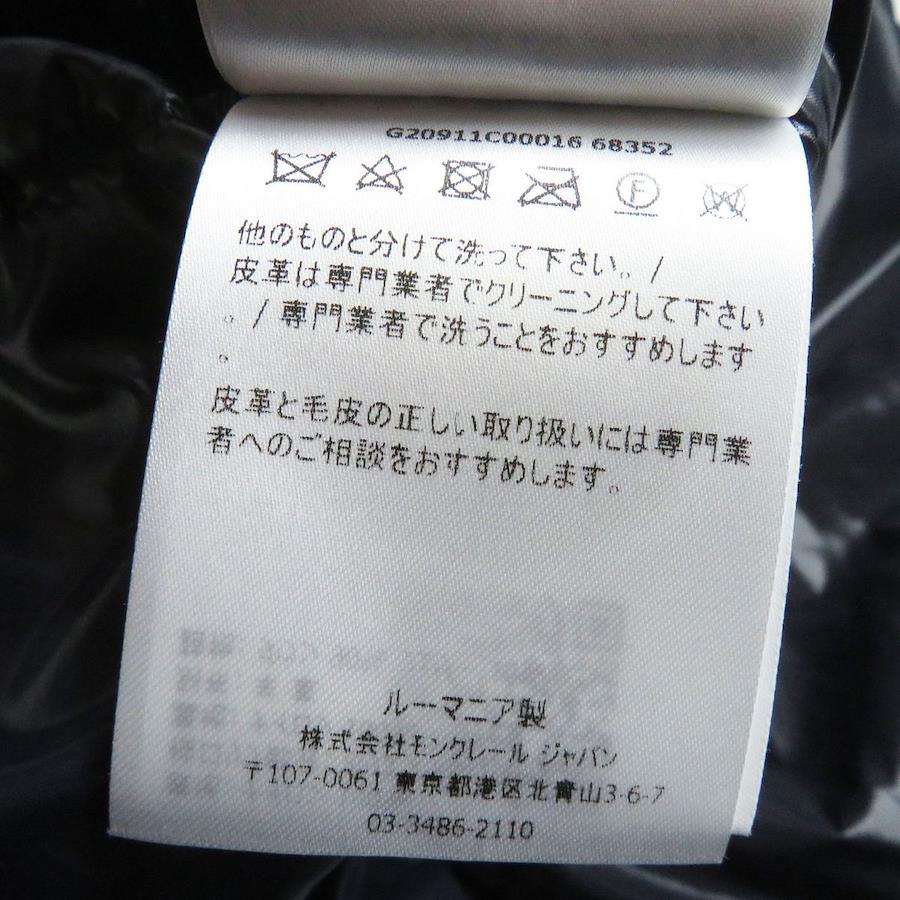 G20911C00016 68352
F
他のものと分けて洗って下さい。/
皮革は専門業者でクリーニングして下さい
。/ 専門業者で洗うことをおすすめします
。
皮革と毛皮の正しい取り扱いには専門業
者へのご相談をおすすめします。
ルーマニア製
株式会社モンクレール ジャパン
〒107-0061 東京都港区北青山3-6-7
03-3486-2110